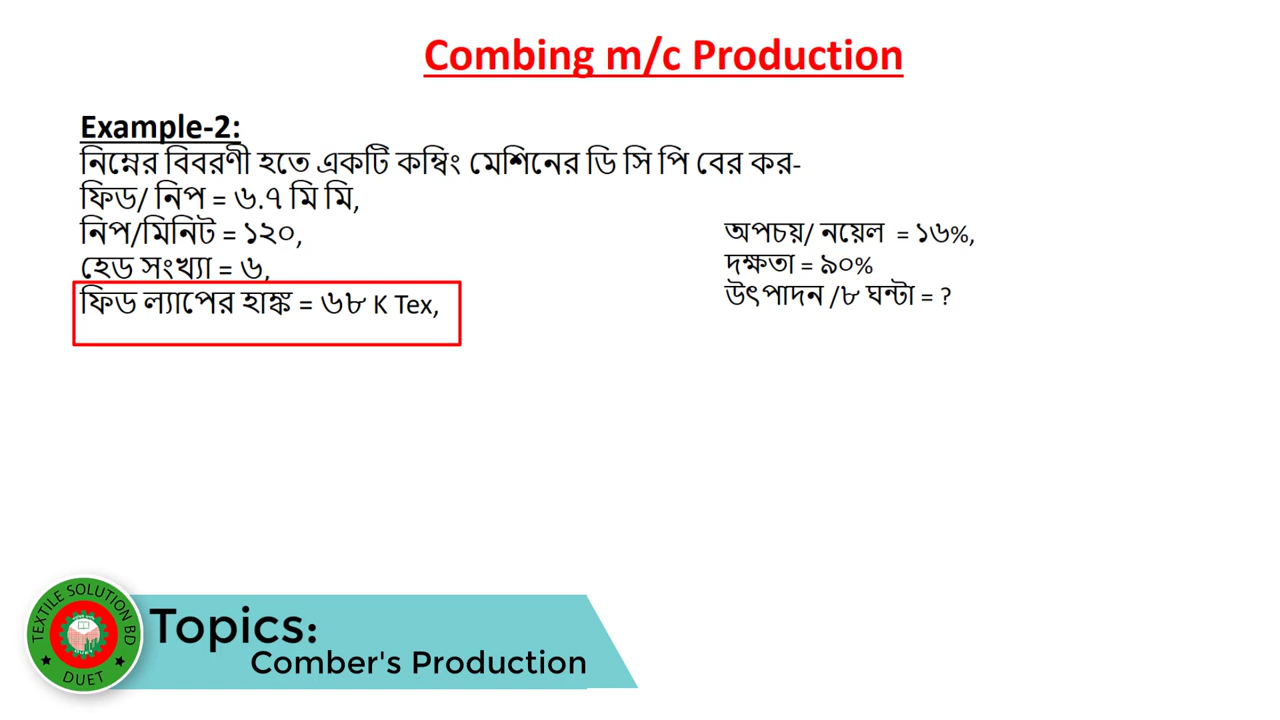 Combing m/c Production
Example-2:
নিম্নের বিবরণী হতে একটি কম্বিং মেশিনের ডি সি পি বের কর-
ফিড/ নিপ = ৬.৭ মি মি,
নিপ/মিনিট = ১২০,
হেড সংখ্যা = ৬,
ফিড ল্যাপের হাঙ্ক = ৬৮ K Tex,
অপচয়/ নয়েল = ১৬%,
দক্ষতা = ৯০%
উৎপাদন /৮ ঘন্টা = ?
TEXTILE SOLUTION BD
DUET
Topics:
Comber's Production